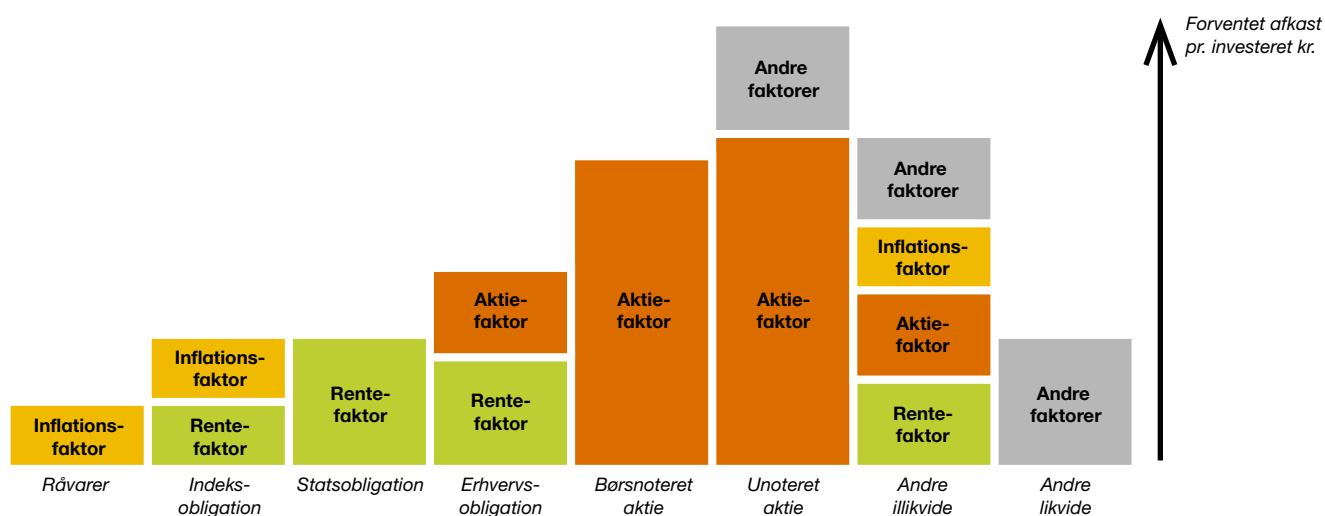 Forventet afkast
pr. investeret kr.
Inflations-
faktor
Inflations-
faktor
Rente-
faktor
Rente-
faktor
Aktie-
faktor
Rente-
faktor
Aktie-
faktor
Andre
faktorer
Aktie-
faktor
Andre
faktorer
Inflations-
faktor
Aktie-
faktor
Rente-
faktor
Andre
faktorer
Råvarer
Indeks-
obligation
Statsobligation
Erhvervs-
obligation
Børsnoteret
aktie
Unoteret
aktie
Andre
illikvide
Andre
likvide